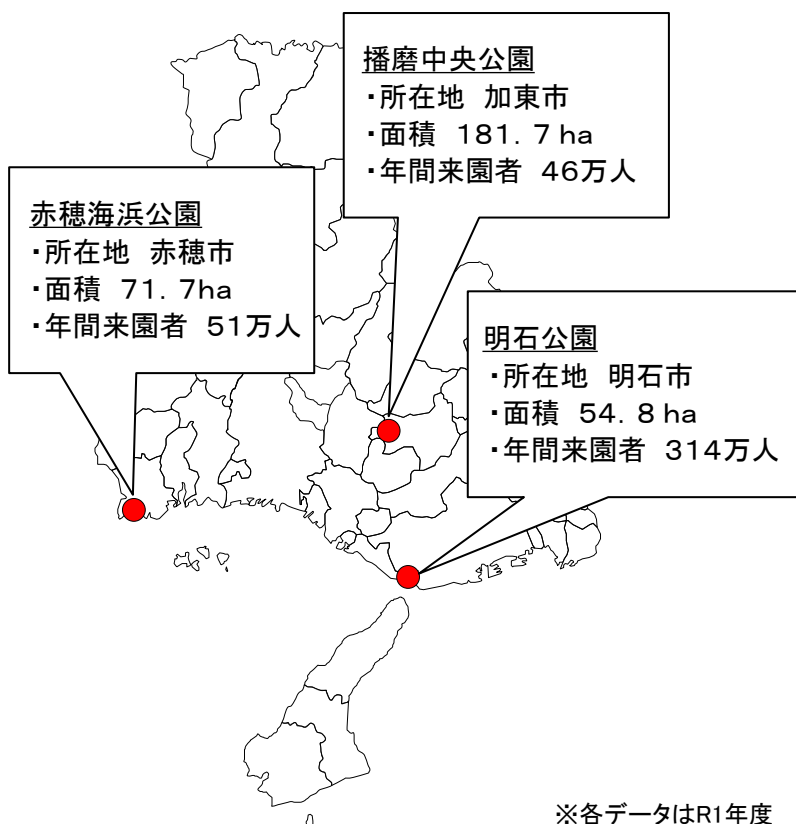 播磨中央公園
・所在地 加東市
・面積 181.7ha
・年間来園者 46万人
赤穂海浜公園
・所在地 赤穂市
・面積 71.7ha
・年間来園者 51万人
明石公園
・所在地 明石市
・面積 54.8ha
・年間来園者 314万人
※各データはR1年度